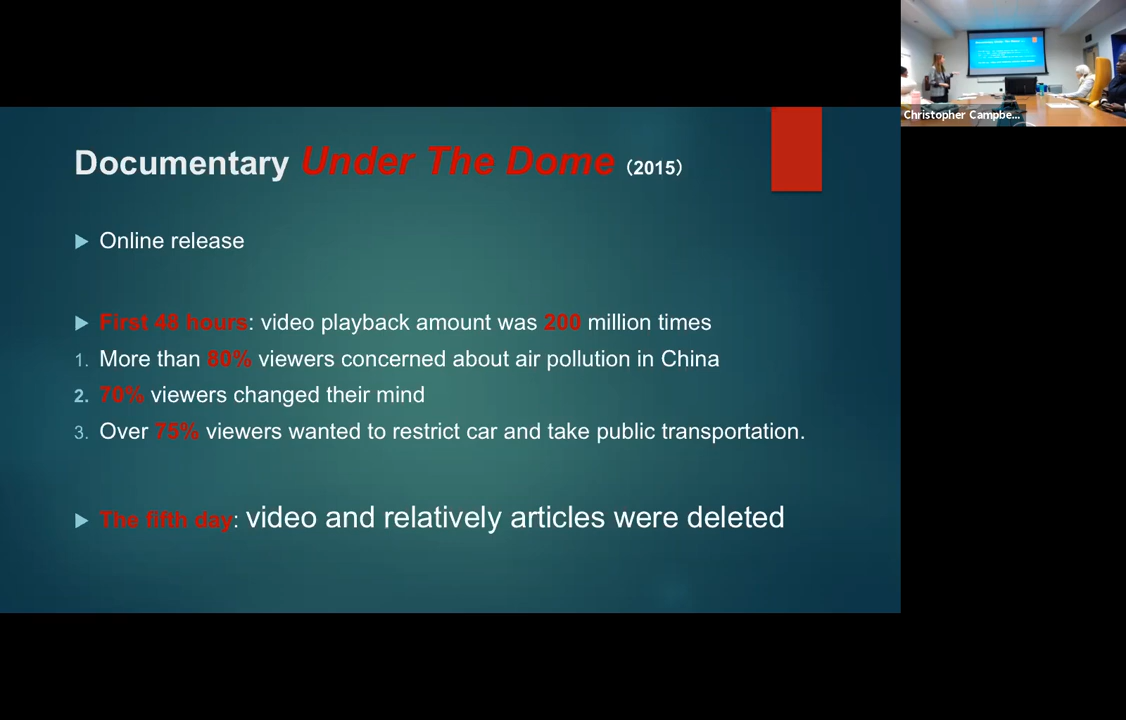 Documentary Under The Dome (2015)
Online release
First 48 hours: video playback amount was 200 million times
1. More than 80% viewers concerned about air pollution in China
2. 70% viewers changed their mind
3. Over 75% viewers wanted to restrict car and take public transportation.
The fifth day: video and relatively articles were deleted
Christopher Campbe...